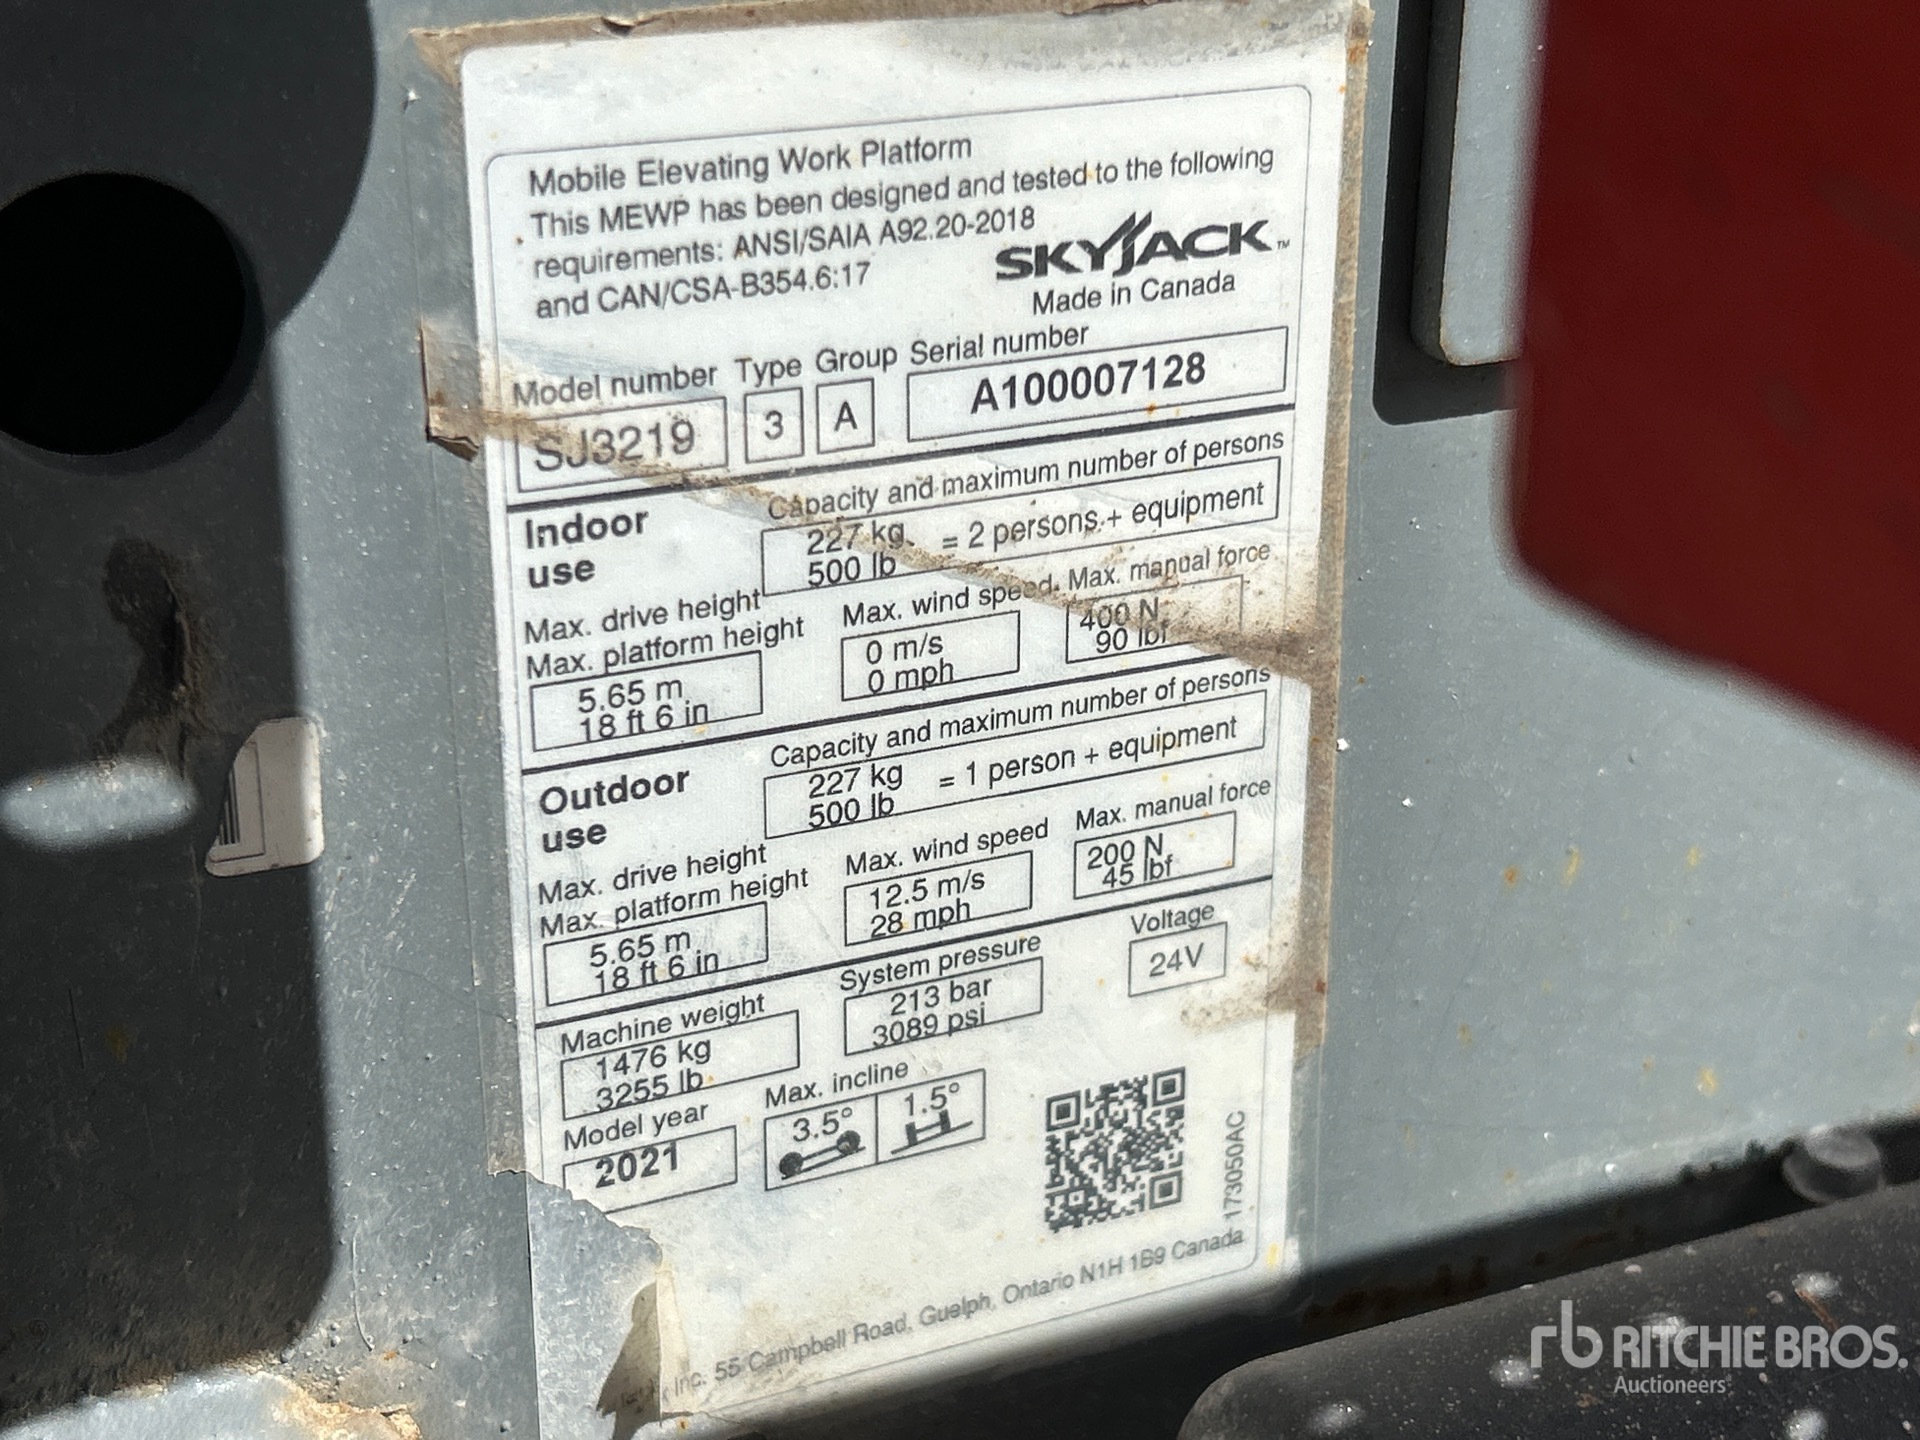 Mobile Elevating Work Platform
This MEWP has been designed and tested to the following
requirements: ANSI/SAIA A92.20-2018
and CAN/CSA-B354.6:17
SKYJACK™
Made in Canada
Model number Type Group Serial number
SJ3219 3 A A100007128
Indoor
use
Capacity and maximum number of persons
227 kg
500 lb
= 2 persons + equipment
Max. drive height
Max. platform height
5.65 m
18 ft 6 in
Max. wind speed
0 m/s
0 mph
Max. manual force
400 N
90 lbf
Outdoor
use
Capacity and maximum number of persons
227 kg
500 lb
= 1 person + equipment
Max. drive height
Max. platform height
5.65 m
18 ft 6 in
Max. wind speed
12.5 m/s
28 mph
Max. manual force
200 N
45 lbf
Machine weight
1476 kg
3255 lb
System pressure
213 bar
3089 psi
Voltage
24V
Model year
2021
Max. incline
3.5° 1.5°
173050AC
Inc. 55 Campbell Road, Guelph, Ontario N1H 1B9 Canada
rb RITCHIE BROS.
Auctioneers